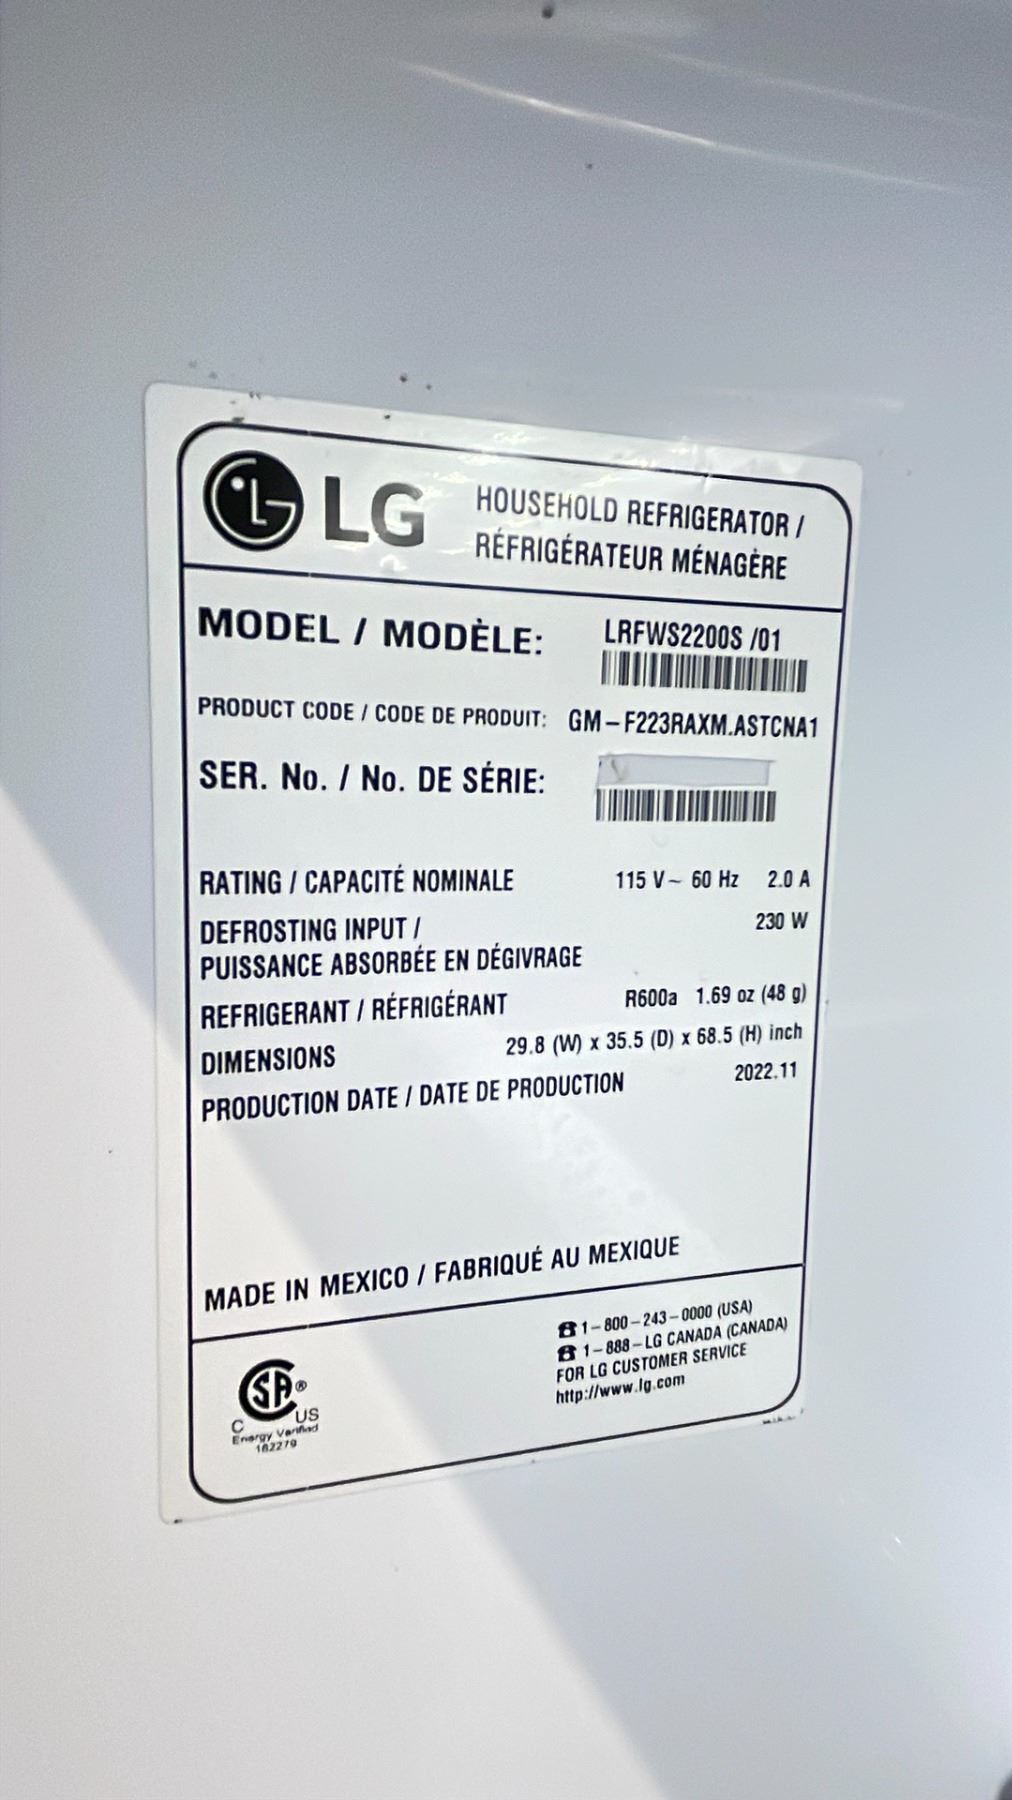 LG
HOUSEHOLD REFRIGERATOR /
RÉFRIGÉRATEUR MÉNAGÈRE
MODEL / MODÈLE: LRFWS2200S /01
PRODUCT CODE / CODE DE PRODUIT: GM-F223RAXM.ASTCNA1
SER. No. / No. DE SÉRIE:
RATING / CAPACITÉ NOMINALE 115 V~ 60 Hz 2.0 A
DEFROSTING INPUT / 230 W
PUISSANCE ABSORBÉE EN DÉGIVRAGE
REFRIGERANT / RÉFRIGÉRANT R600a 1.69 oz (48 g)
DIMENSIONS 29.8 (W) x 35.5 (D) x 68.5 (H) inch
PRODUCTION DATE / DATE DE PRODUCTION 2022.11
MADE IN MEXICO / FABRIQUÉ AU MEXIQUE
☎ 1-800-243-0000 (USA)
☎ 1-888-LG CANADA (CANADA)
FOR LG CUSTOMER SERVICE
http://www.lg.com
SA®
C US
Energy Verified
162279